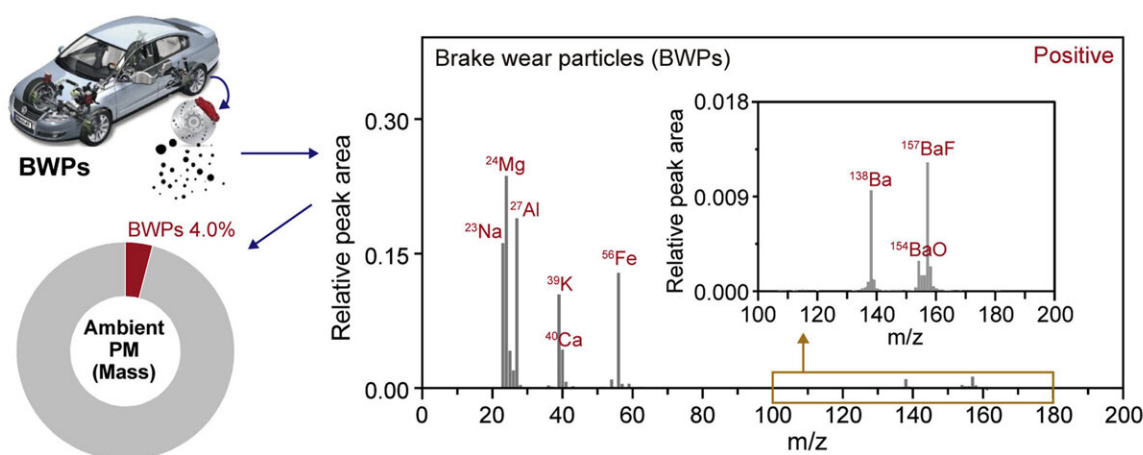 BWPs
BWPs 4.0%
Ambient
PM
(Mass)
Brake wear particles (BWPs)
Positive
Relative peak area
0.30
0.15
0.00
²⁴Mg
²⁷Al
²³Na
⁵⁶Fe
³⁹K
⁴⁰Ca
0 20 40 60 80 100 120 140 160 180 200
m/z
Relative peak area
0.018
0.009
0.000
¹⁵⁷BaF
¹³⁸Ba
¹⁵⁴BaO
100 120 140 160 180 200
m/z